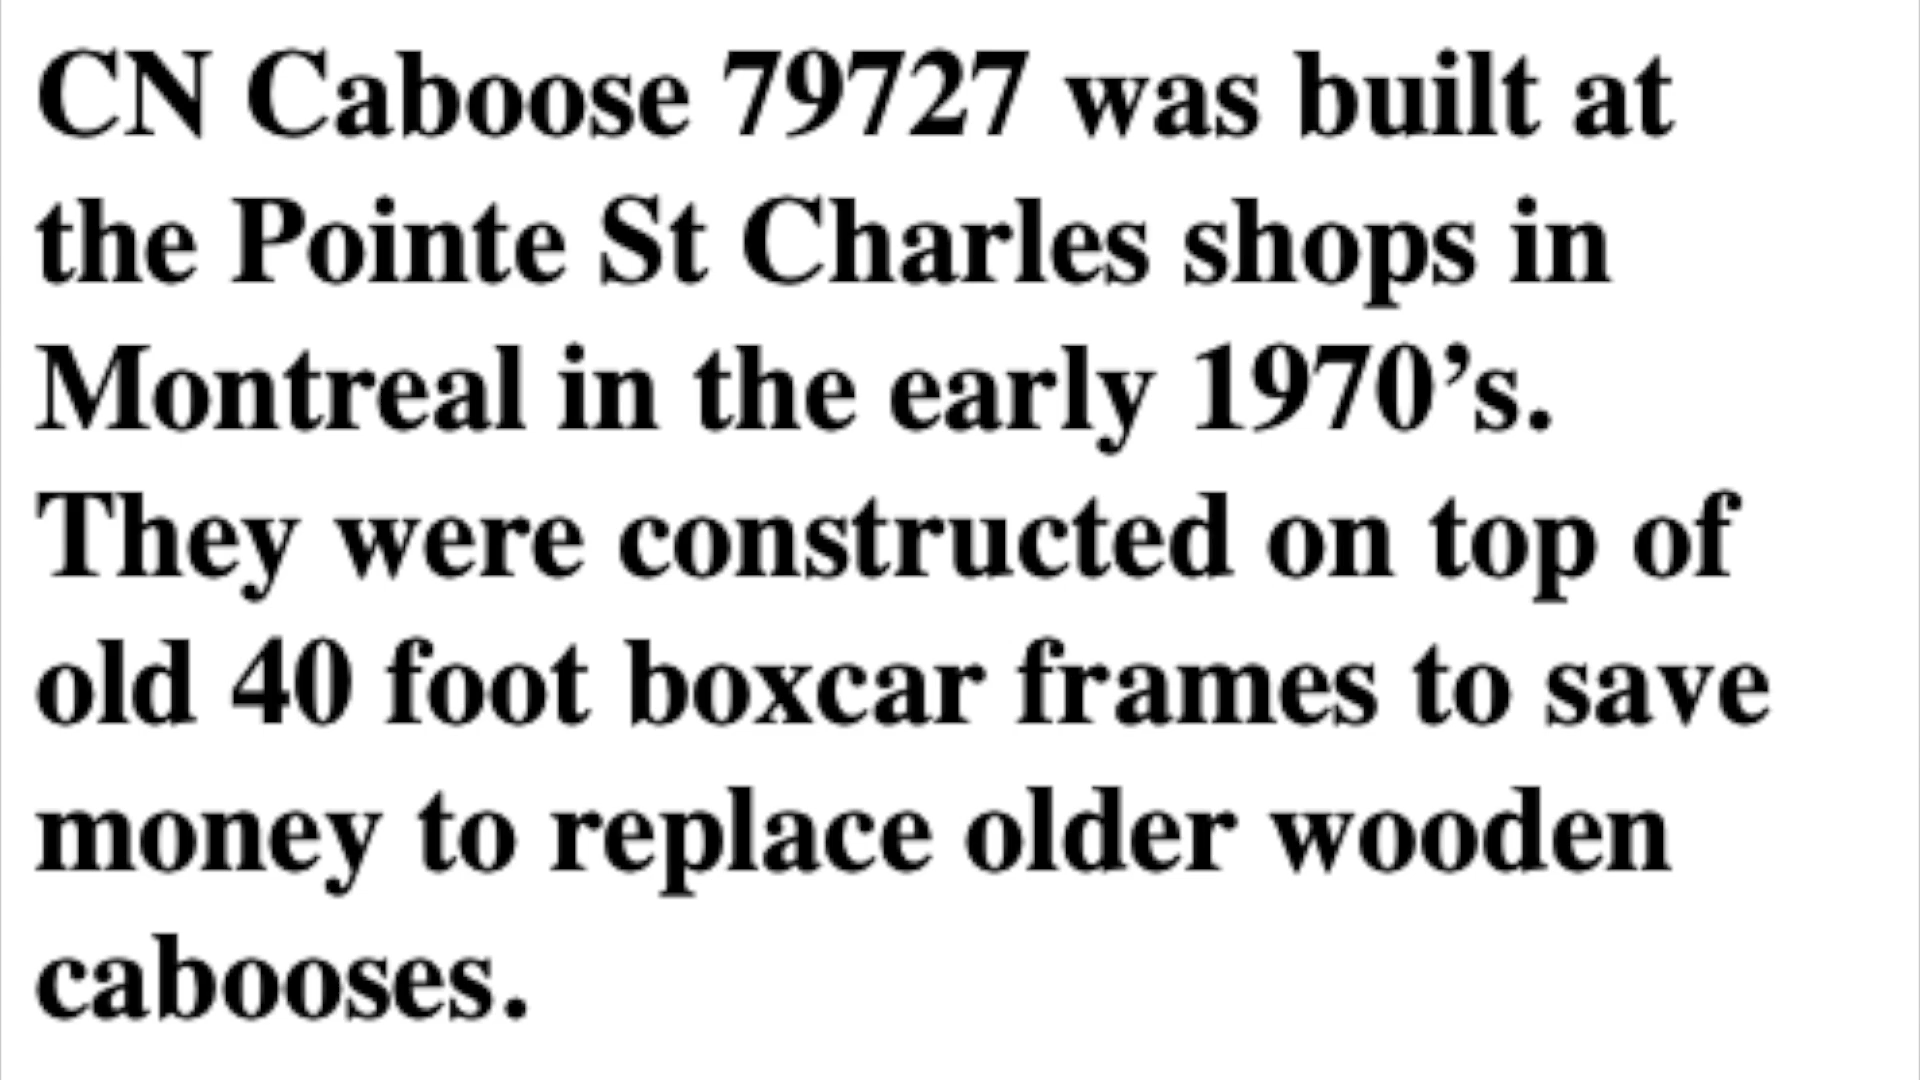 CN Caboose 79727 was built at
the Pointe St Charles shops in
Montreal in the early 1970’s.
They were constructed on top of
old 40 foot boxcar frames to save
money to replace older wooden
cabooses.